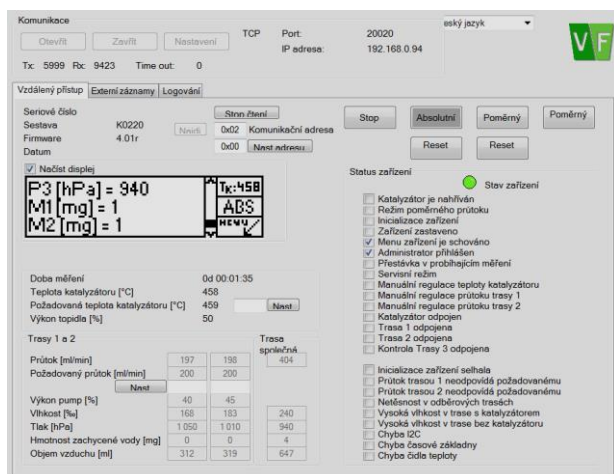 Komunikace
Otevřít Zavřít Nastavení TCP Port: 20020 eský jazyk
IP adresa: 192.168.0.94
Tx: 5999 Rx: 9423 Time out: 0
VF
Vzdálený přístup Externí záznamy Logování
Seriové číslo Stop čtení
Sestava K0220 Najdi 0x02 Komunikační adresa
Firmware 4.01r 0x00 Nast adresu
Datum
Stop Absolutní Poměrný Poměrný
Reset Reset
Načíst displej
P3 [hPa] = 940
M1 [mg] = 1
M2 [mg] = 1
TK:458
ABS
MENU
Doba měření 0d 00:01:35
Teplota katalyzátoru [°C] 458
Požadovaná teplota katalyzátoru [°C] 459 Nast
Výkon topidla [%] 50
Trasy 1 a 2 Trasa společná
Průtok [ml/min] 197 198 404
Požadovaný průtok [ml/min] 200 200
Nast
Výkon pump [%] 40 45
Vlhkost [‰] 168 183 240
Tlak [hPa] 1 050 1 010 940
Hmotnost zachycené vody [mg] 0 0 4
Objem vzduchu [ml] 312 319 647
Status zařízení
Stav zařízení
Katalyzátor je nahříván
Režim poměrného průtoku
Inicializace zařízení
Zařízení zastaveno
Menu zařízení je schováno
Administrator přihlášen
Přestávka v probíhajícím měření
Servisní režim
Manuální regulace teploty katalyzátoru
Manuální regulace průtoku trasy 1
Manuální regulace průtoku trasy 2
Katalyzátor odpojen
Trasa 1 odpojena
Trasa 2 odpojena
Kontrola Trasy 3 odpojena
Inicializace zařízení selhala
Průtok trasou 1 neodpovídá požadovanému
Průtok trasou 2 neodpovídá požadovanému
Netěsnost v odběrových trasách
Vysoká vlhkost v trase s katalyzátorem
Vysoká vlhkost v trase bez katalyzátoru
Chyba I2C
Chyba časové základny
Chyba čidla teploty